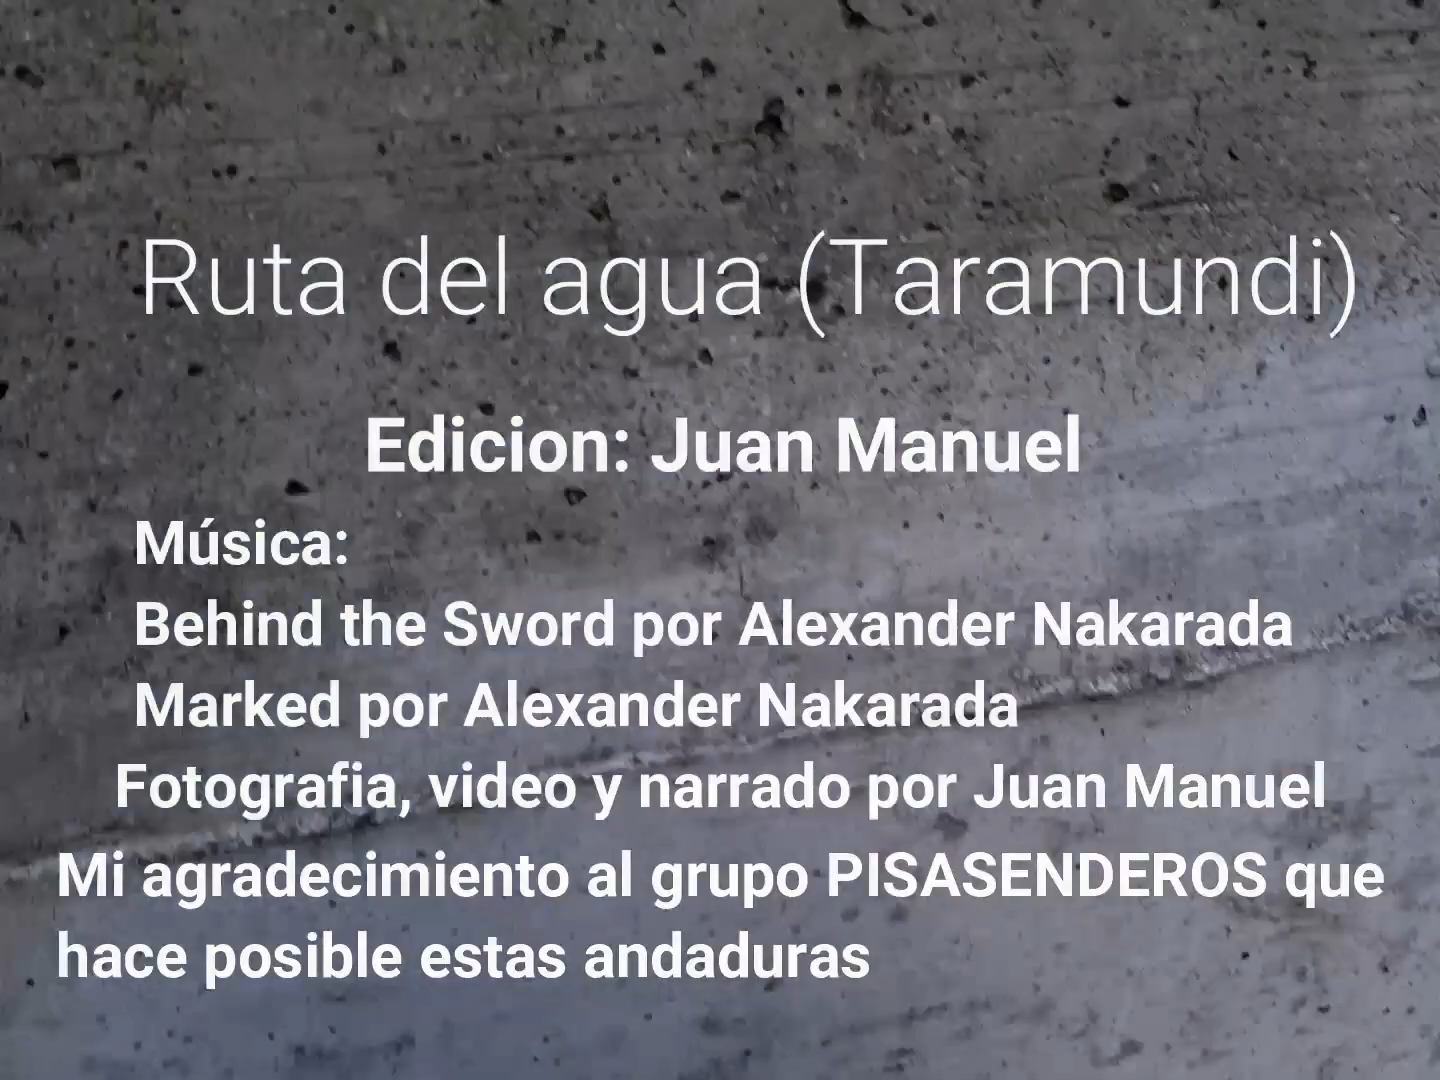 Ruta del agua (Taramundi)
Edicion: Juan Manuel
Música:
Behind the Sword por Alexander Nakarada
Marked por Alexander Nakarada
Fotografia, video y narrado por Juan Manuel
Mi agradecimiento al grupo PISASENDEROS que
hace posible estas andaduras